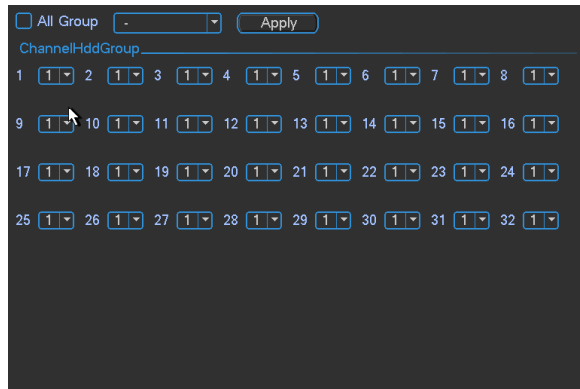 All Group - Apply
ChannelHddGroup
1 1 2 1 3 1 4 1 5 1 6 1 7 1 8 1
9 1 10 1 11 1 12 1 13 1 14 1 15 1 16 1
17 1 18 1 19 1 20 1 21 1 22 1 23 1 24 1
25 1 26 1 27 1 28 1 29 1 30 1 31 1 32 1